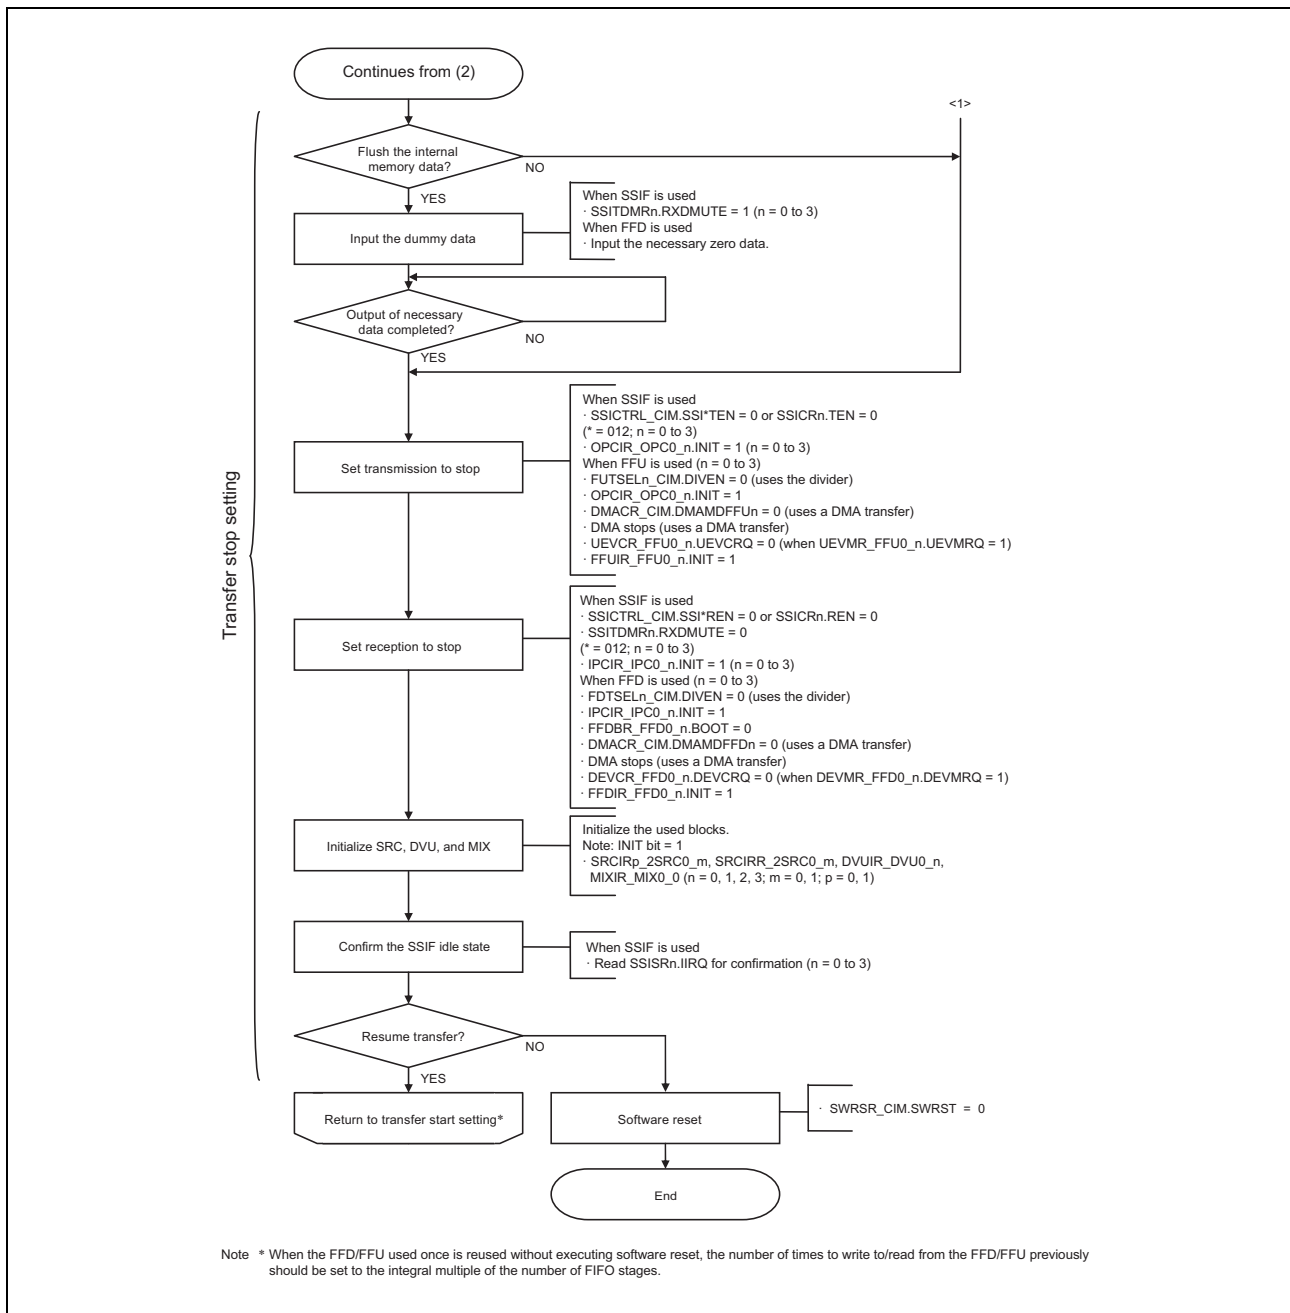 Continues from (2)
<1>
Flush the internal
memory data?
NO
YES
When SSIF is used
· SSITDMRn.RXDMUTE = 1 (n = 0 to 3)
When FFD is used
· Input the necessary zero data.
Input the dummy data
Output of necessary
data completed?
NO
YES
When SSIF is used
· SSICTRL_CIM.SSI*TEN = 0 or SSICRn.TEN = 0
(* = 012; n = 0 to 3)
· OPCIR_OPC0_n.INIT = 1 (n = 0 to 3)
When FFU is used (n = 0 to 3)
· FUTSELn_CIM.DIVEN = 0 (uses the divider)
· OPCIR_OPC0_n.INIT = 1
· DMACR_CIM.DMAMDFFUn = 0 (uses a DMA transfer)
· DMA stops (uses a DMA transfer)
· UEVCR_FFU0_n.UEVCRQ = 0 (when UEVMR_FFU0_n.UEVMRQ = 1)
· FFUIR_FFU0_n.INIT = 1
Set transmission to stop
Transfer stop setting
When SSIF is used
· SSICTRL_CIM.SSI*REN = 0 or SSICRn.REN = 0
· SSITDMRn.RXDMUTE = 0
(* = 012; n = 0 to 3)
· IPCIR_IPC0_n.INIT = 1 (n = 0 to 3)
When FFD is used (n = 0 to 3)
· FDTSELn_CIM.DIVEN = 0 (uses the divider)
· IPCIR_IPC0_n.INIT = 1
· FFDBR_FFD0_n.BOOT = 0
· DMACR_CIM.DMAMDFFDn = 0 (uses a DMA transfer)
· DMA stops (uses a DMA transfer)
· DEVCR_FFD0_n.DEVCRQ = 0 (when DEVMR_FFD0_n.DEVMRQ = 1)
· FFDIR_FFD0_n.INIT = 1
Set reception to stop
Initialize SRC, DVU, and MIX
Initialize the used blocks.
Note: INIT bit = 1
· SRCIRp_2SRC0_m, SRCIRR_2SRC0_m, DVUIR_DVU0_n,
MIXIR_MIX0_0 (n = 0, 1, 2, 3; m = 0, 1; p = 0, 1)
Confirm the SSIF idle state
When SSIF is used
· Read SSISRn.IIRQ for confirmation (n = 0 to 3)
Resume transfer?
NO
YES
Return to transfer start setting*
Software reset
· SWRSR_CIM.SWRST = 0
End
Note * When the FFD/FFU used once is reused without executing software reset, the number of times to write to/read from the FFD/FFU previously
should be set to the integral multiple of the number of FIFO stages.